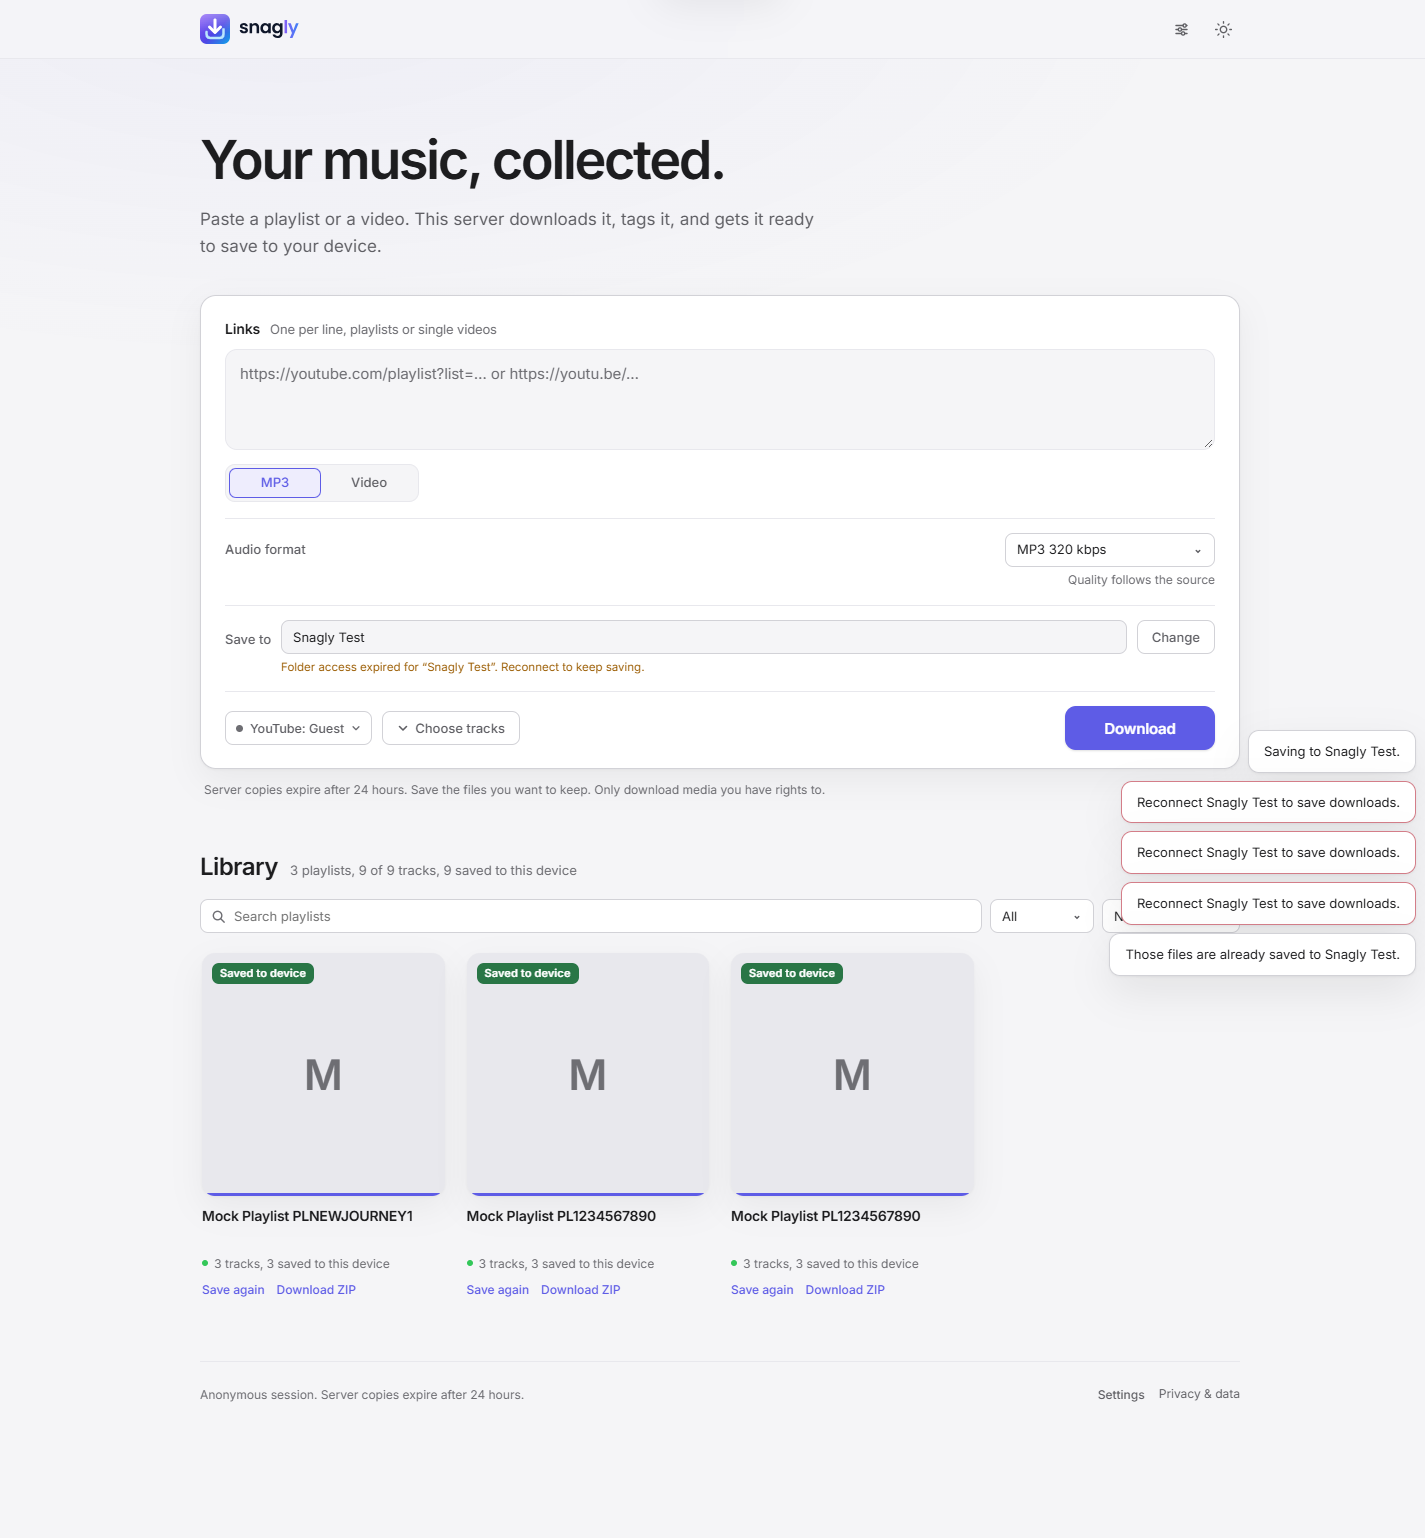 snagly
Your music, collected.
Paste a playlist or a video. This server downloads it, tags it, and gets it ready
to save to your device.
Links One per line, playlists or single videos
https://youtube.com/playlist?list=... or https://youtu.be/...
MP3 Video
Audio format MP3 320 kbps
Quality follows the source
Save to Snagly Test Change
Folder access expired for “Snagly Test”. Reconnect to keep saving.
YouTube: Guest Choose tracks Download
Saving to Snagly Test.
Server copies expire after 24 hours. Save the files you want to keep. Only download media you have rights to.
Reconnect Snagly Test to save downloads.
Reconnect Snagly Test to save downloads.
Library 3 playlists, 9 of 9 tracks, 9 saved to this device
Search playlists All
Reconnect Snagly Test to save downloads.
Those files are already saved to Snagly Test.
Saved to device Saved to device Saved to device
M M M
Mock Playlist PLNEWJOURNEY1 Mock Playlist PL1234567890 Mock Playlist PL1234567890
3 tracks, 3 saved to this device 3 tracks, 3 saved to this device 3 tracks, 3 saved to this device
Save again Download ZIP Save again Download ZIP Save again Download ZIP
Anonymous session. Server copies expire after 24 hours. Settings Privacy & data